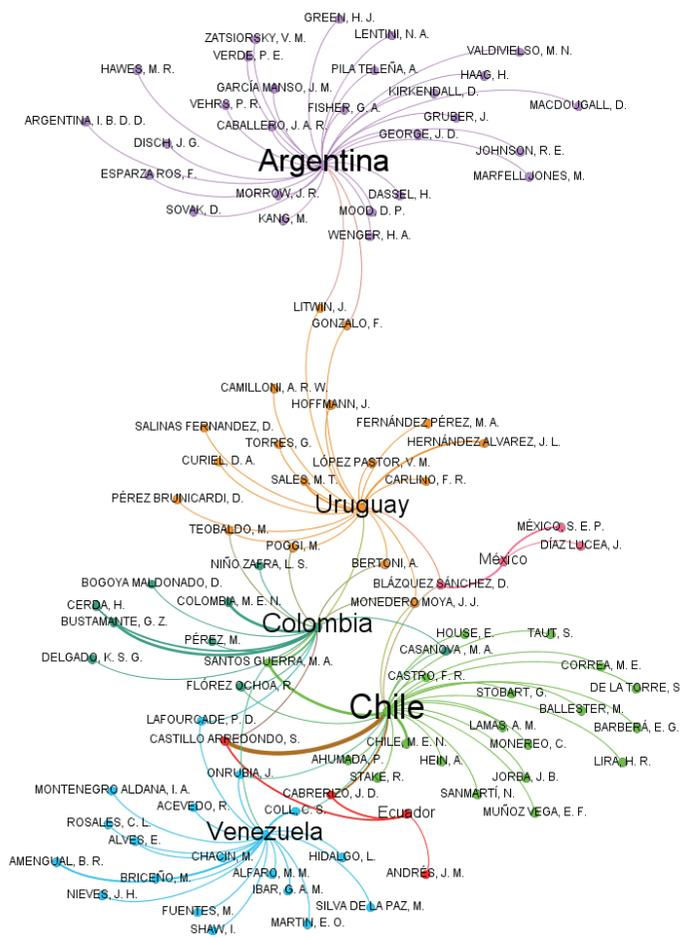 GREEN, H. J.
LENTINI, N. A.
ZATSIORSKY, V. M.
VALDIVIELSO, M. N.
VERDE, P. E.
HAWES, M. R.
PILA TELEÑA, A.
HAAG, H.
GARCÍA MANSO, J. M.
KIRKENDALL, D.
VEHRS, P. R.
FISHER, G. A.
MACDOUGALL, D.
GRUBER, J.
ARGENTINA, I. B. D. D.
CABALLERO, J. A. R.
GEORGE, J. D.
DISCH, J. G.
JOHNSON, R. E.
Argentina
ESPARZA ROS, F.
MARFELL JONES, M.
MORROW, J. R.
DASSEL, H.
SOVAK, D.
MOOD, D. P.
KANG, M.
WENGER, H. A.
LITWIN, J.
GONZALO, F.
CAMILLONI, A. R. W.
HOFFMANN, J.
SALINAS FERNANDEZ, D.
FERNÁNDEZ PÉREZ, M. A.
TORRES, G.
HERNÁNDEZ ALVAREZ, J. L.
CURIEL, D. A.
LÓPEZ PASTOR, V. M.
SALES, M. T.
CARLINO, F. R.
PÉREZ BRUNICARDI, D.
Uruguay
TEOBALDO, M.
MÉXICO, S. E. P.
POGGI, M.
DÍAZ LUCEA, J.
NIÑO ZAFRA, L. S.
BERTONI, A.
México
BOGOYA MALDONADO, D.
BLÁZQUEZ SÁNCHEZ, D.
CERDA, H.
COLOMBIA, M. E. N.
MONEDERO MOYA, J. J.
BUSTAMANTE, G. Z.
Colombia
PÉREZ, M.
HOUSE, E.
TAUT, S.
CASANOVA , M. A.
DELGADO, K. S. G.
SANTOS GUERRA, M. A.
CORREA, M. E.
CASTRO, F. R.
FLÓREZ OCHOA, R.
STOBART, G.
DE LA TORRE, S
Chile
BALLESTER, M.
LAFOURCADE, P. D.
LAMAS, A. M.
BARBERÁ, E. G.
CASTILLO ARREDONDO, S.
CHILE, M. E. N.
MONEREO, C.
AHUMADA, P.
HEIN, A.
LIRA, H. R.
ONRUBIA, J.
STAKE, R.
JORBA, J. B.
MONTENEGRO ALDANA, I. A.
CABRERIZO, J. D.
SANMARTÍ, N.
ACEVEDO, R.
COLL, C. S.
Ecuador
MUÑOZ VEGA, E. F.
ROSALES, C. L.
Venezuela
ALVES, E.
AMENGUAL, B. R.
CHACIN, M.
HIDALGO, L.
BRICEÑO, M.
ALFARO, M. M.
ANDRÉS, J. M.
NIEVES, J. H.
IBAR, G. A. M.
FUENTES, M.
SILVA DE LA PAZ, M.
SHAW, I.
MARTIN, E. O.